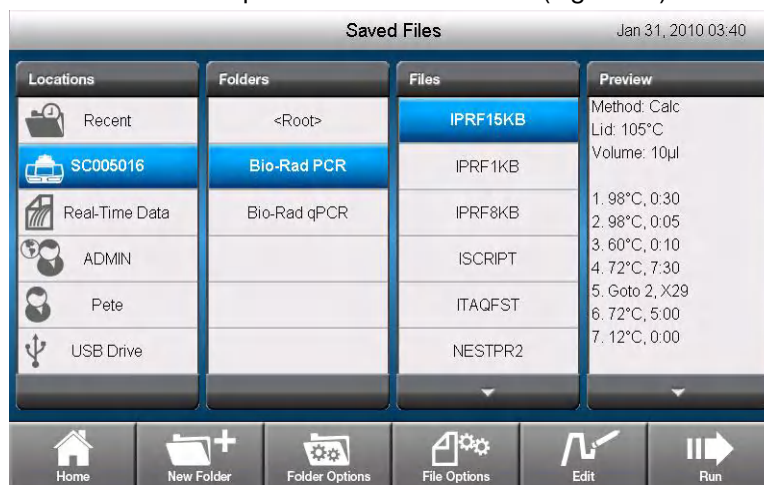 Saved Files
Jan 31, 2010 03:40
Locations
Recent
SC005016
Real-Time Data
ADMIN
Pete
USB Drive
Folders
<Root>
Bio-Rad PCR
Bio-Rad qPCR
Files
IPRF15KB
IPRF1KB
IPRF8KB
ISCRIPT
ITAQFST
NESTPR2
Preview
Method: Calc
Lid: 105°C
Volume: 10µl
1. 98°C, 0:30
2. 98°C, 0:05
3. 60°C, 0:10
4. 72°C, 7:30
5. Goto 2, X29
6. 72°C, 5:00
7. 12°C, 0:00
Home
New Folder
Folder Options
File Options
Edit
Run